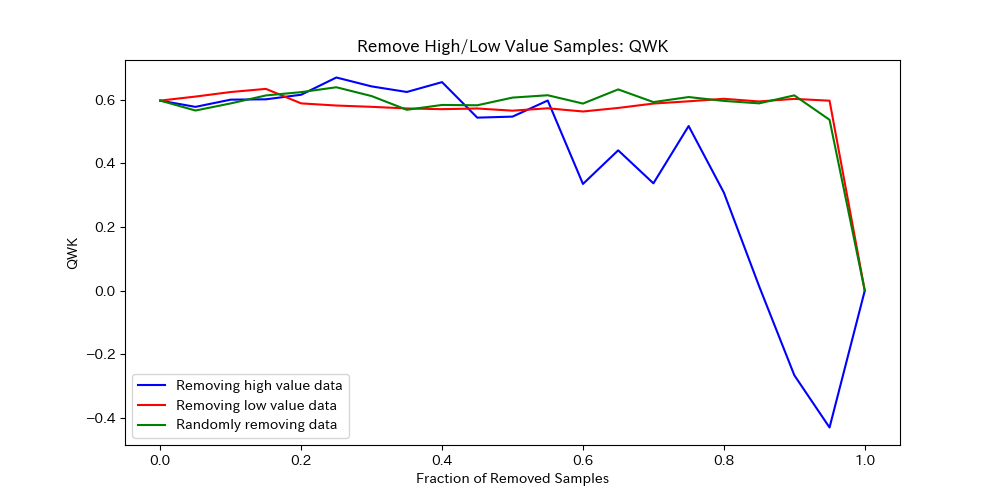 Remove High/Low Value Samples: QWK
QWK
0.6
0.4
0.2
0.0
−0.2
−0.4
Removing high value data
Removing low value data
Randomly removing data
0.0 0.2 0.4 0.6 0.8 1.0
Fraction of Removed Samples